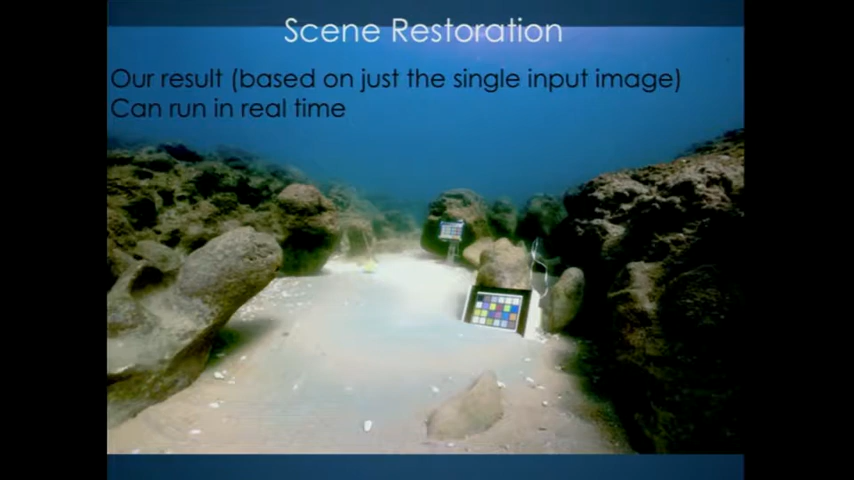 Scene Restoration
Our result (based on just the single input image)
Can run in real time